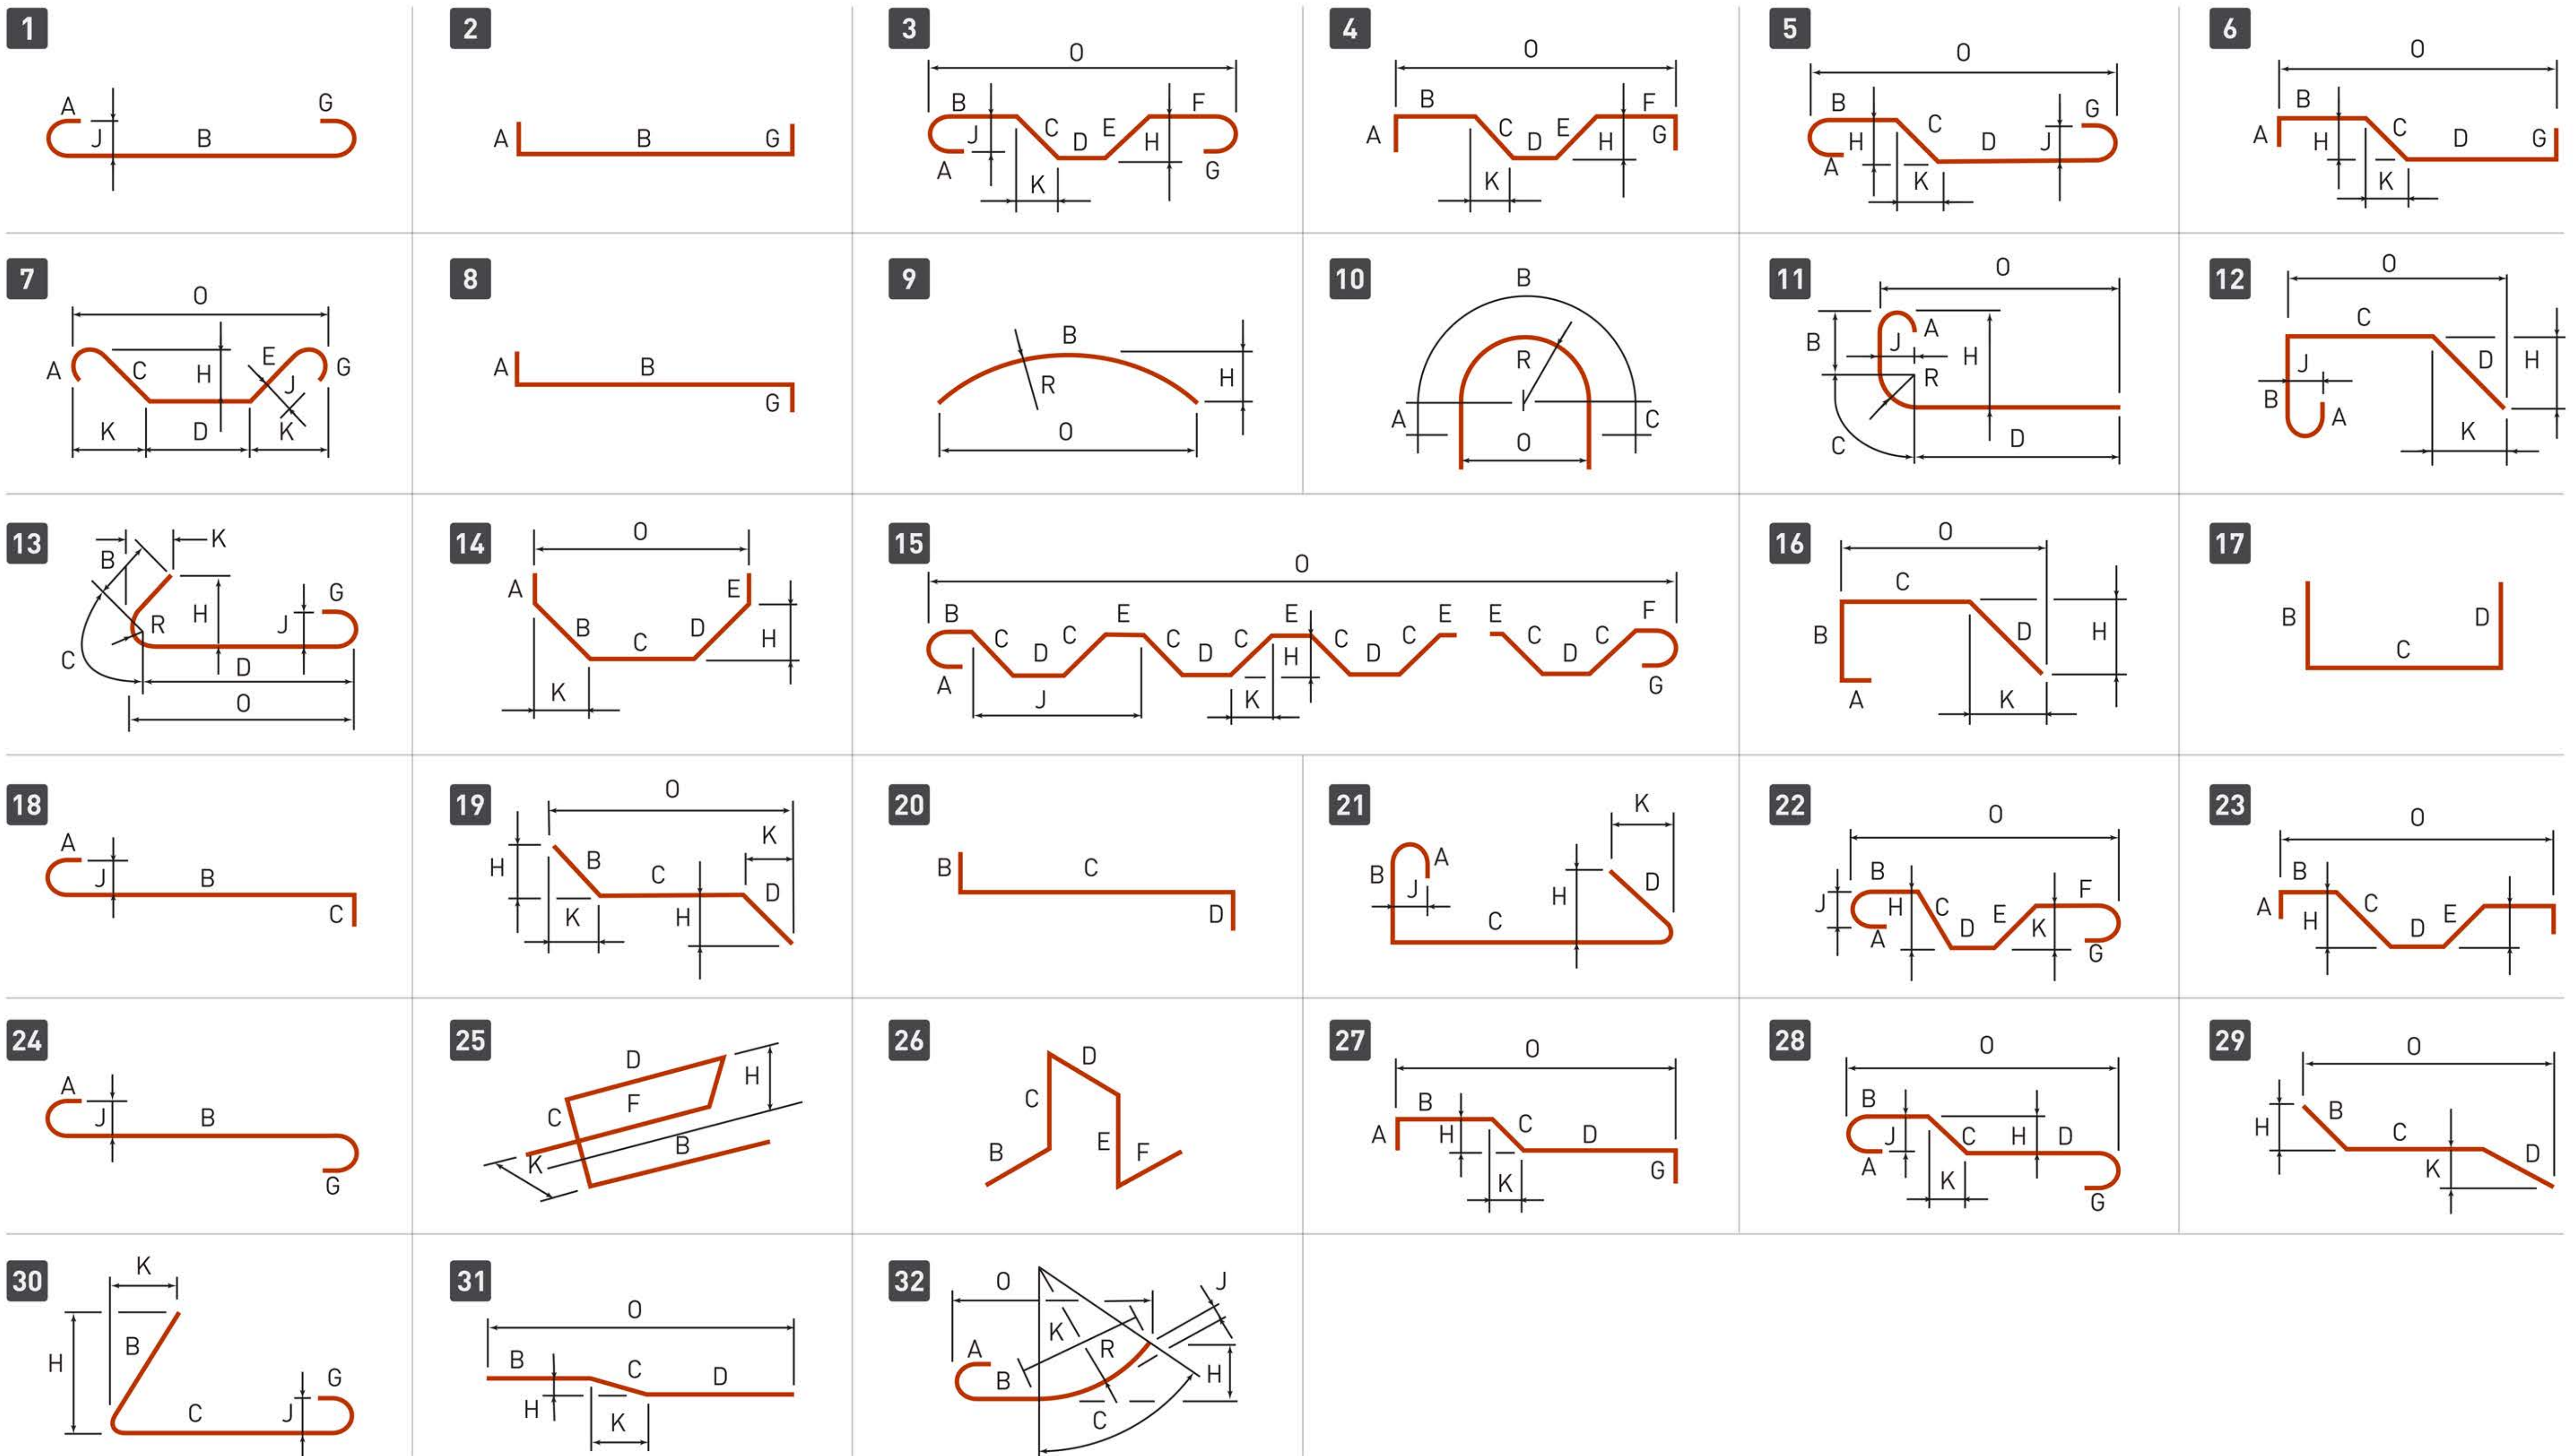 1
A J B G
2
A B G
3
O
B J C D E H F
A K G
4
O
B C D E H F
A K G
5
O
B H C D J G
A K
6
O
B C D
A H K G
7
O
A C H E J G
K D K
8
A B
G
9
B
R H
O
10
B
R
A O C
11
O
B J A H
R
C D
12
O
C
J D H
B A K
13
B K
R H J G
C D
O
14
O
A E
B C D H
K
15
O
B C D C E C D C E H C D C E E C D C F
A J K G
16
O
C
B D H
A K
17
B D
C
18
A J B
C
19
O
K
H B C D
K H
20
B C
D
21
K
B A J H D
C
22
O
B F
J H C D E K
A G
23
O
B
A H C D E
24
A J B
G
25
D H
C F
K B
26
D
C
B E F
27
O
B C
A H D
K G
28
O
B
J C H D
A K G
29
O
H B C D
K
30
K
H B
C J G
31
O
B C D
H K
32
O J
K R
A B H
C